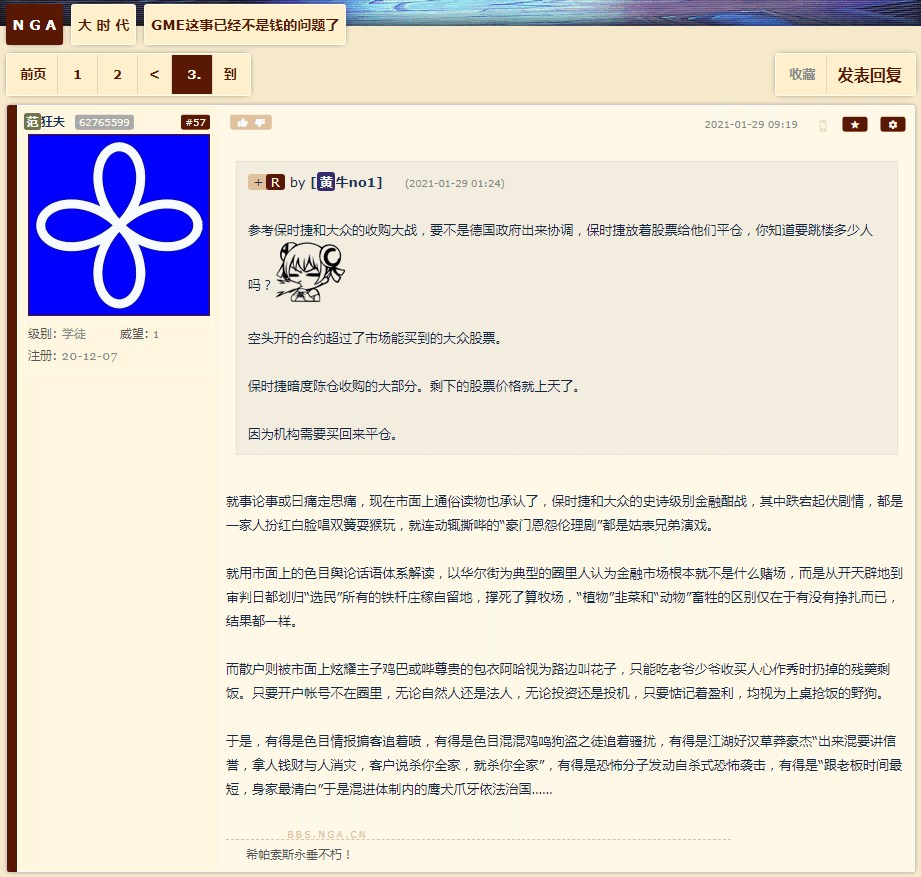 NGA 大时代 GME这事已经不是钱的问题了
前页 1 2 < 3. 到 收藏 发表回复
范狂夫 62765599 #57 2021-01-29 09:19
+R by [黄牛no1] (2021-01-29 01:24)
参考保时捷和大众的收购大战，要不是德国政府出来协调，保时捷放着股票给他们平仓，你知道要跳楼多少人
吗？
空头开的合约超过了市场能买到的大众股票。
保时捷暗度陈仓收购的大部分。剩下的股票价格就上天了。
因为机构需要买回来平仓。
级别: 学徒 威望: 1
注册: 20-12-07
就事论事或曰痛定思痛，现在市面上通俗读物也承认了，保时捷和大众的史诗级别金融酣战，其中跌宕起伏剧情，都是
一家人扮红白脸唱双簧耍猴玩，就连动辄撕哔的“豪门恩怨伦理剧”都是姑表兄弟演戏。
就用市面上的色目舆论话语体系解读，以华尔街为典型的圈里人认为金融市场根本就不是什么赌场，而是从开天辟地到
审判日都划归“选民”所有的铁杆庄稼自留地，撑死了算牧场，“植物”韭菜和“动物”畜牲的区别仅在于有没有挣扎而已，
结果都一样。
而散户则被市面上炫耀主子鸡巴或哔尊贵的包衣阿哈视为路边叫花子，只能吃老爷少爷收买人心作秀时扔掉的残羹剩
饭。只要开户帐号不在圈里，无论自然人还是法人，无论投资还是投机，只要惦记着盈利，均视为上桌抢饭的野狗。
于是，有得是色目情报掮客追着喷，有得是色目混混鸡鸣狗盗之徒追着骚扰，有得是江湖好汉草莽豪杰“出来混要讲信
誉，拿人钱财与人消灾，客户说杀你全家，就杀你全家”，有得是恐怖分子发动自杀式恐怖袭击，有得是“跟老板时间最
短，身家最清白”于是混进体制内的鹰犬爪牙依法治国……
BBS.NGA.CN
希帕索斯永垂不朽！